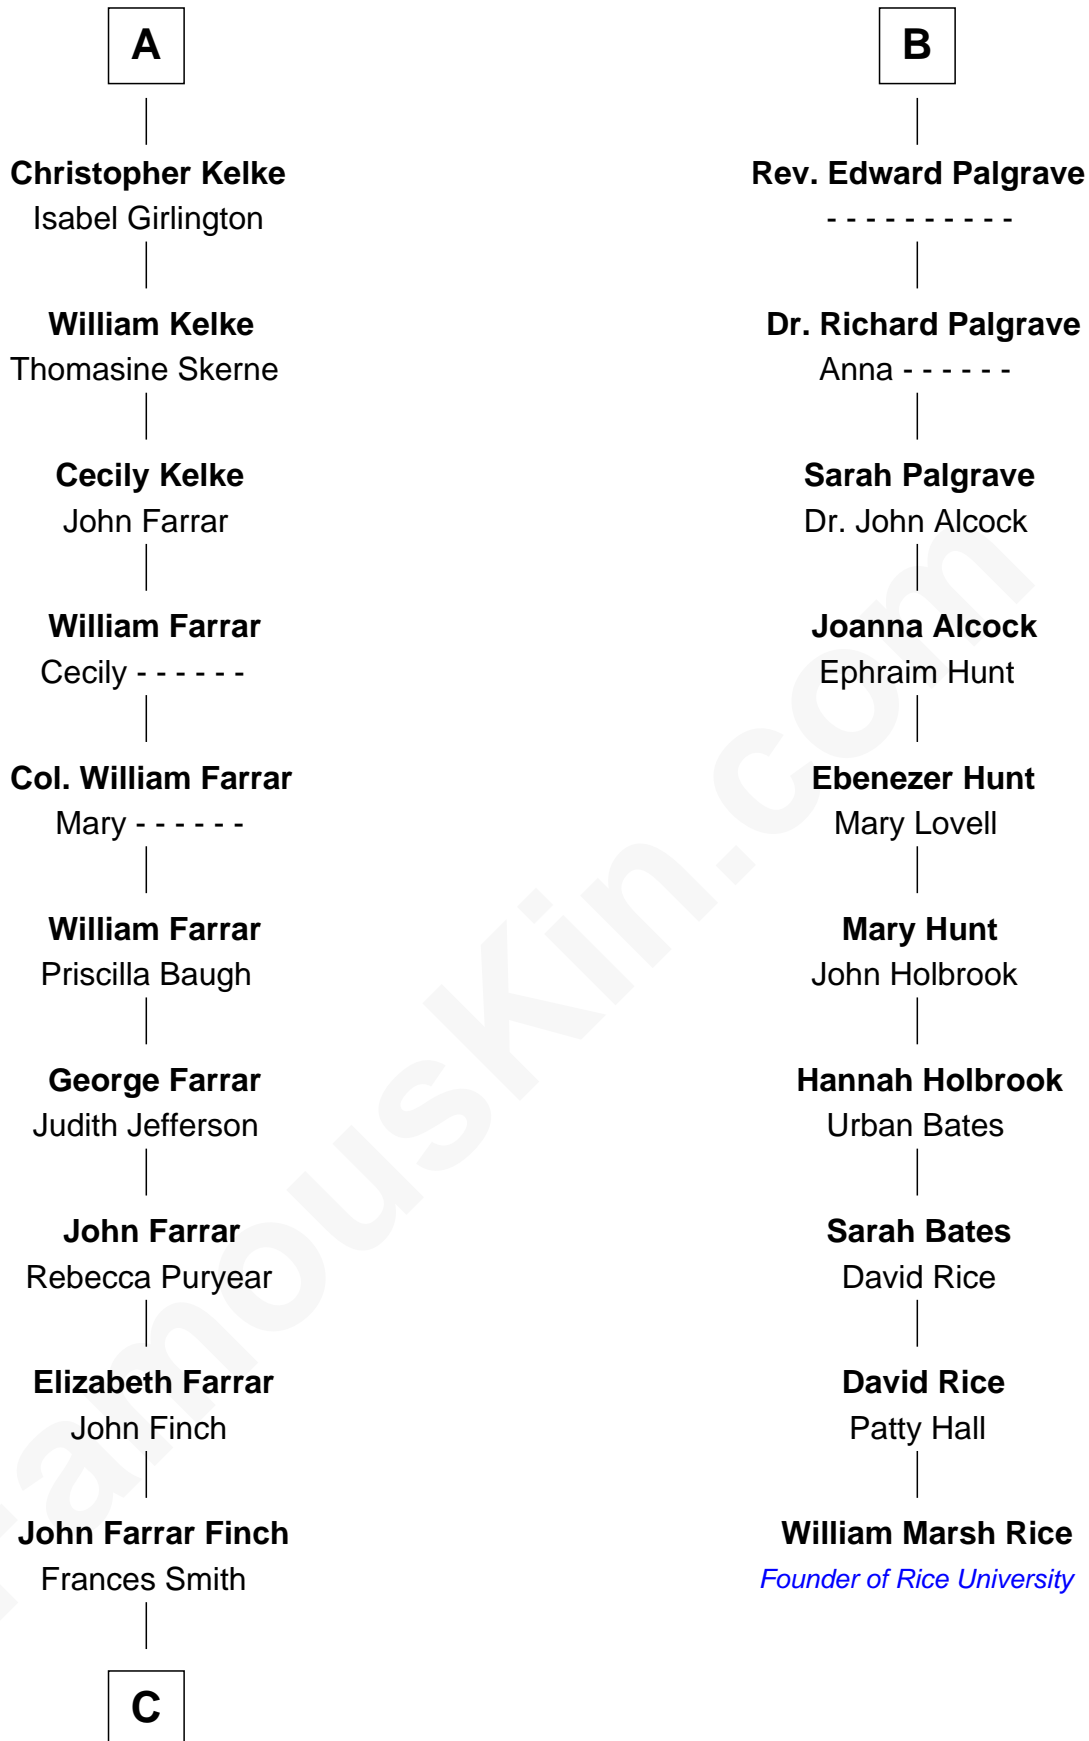 A
Christopher Kelke
Isabel Girlington
William Kelke
Thomasine Skerne
Cecily Kelke
John Farrar
William Farrar
Cecily - - - - - -
Col. William Farrar
Mary - - - - - -
William Farrar
Priscilla Baugh
George Farrar
Judith Jefferson
John Farrar
Rebecca Puryear
Elizabeth Farrar
John Finch
John Farrar Finch
Frances Smith
C
B
Rev. Edward Palgrave
- - - - - - - - - -
Dr. Richard Palgrave
Anna - - - - - -
Sarah Palgrave
Dr. John Alcock
Joanna Alcock
Ephraim Hunt
Ebenezer Hunt
Mary Lovell
Mary Hunt
John Holbrook
Hannah Holbrook
Urban Bates
Sarah Bates
David Rice
David Rice
Patty Hall
William Marsh Rice
Founder of Rice University
FamousKin.com